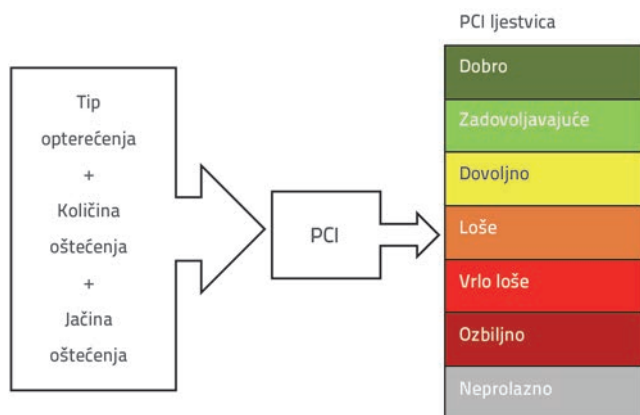 Tip
opterećenja
+
Količina
oštećenja
+
Jačina
oštećenja
PCI
PCI ljestvica
Dobro
Zadovoljavajuće
Dovoljno
Loše
Vrlo loše
Ozbiljno
Neprolazno